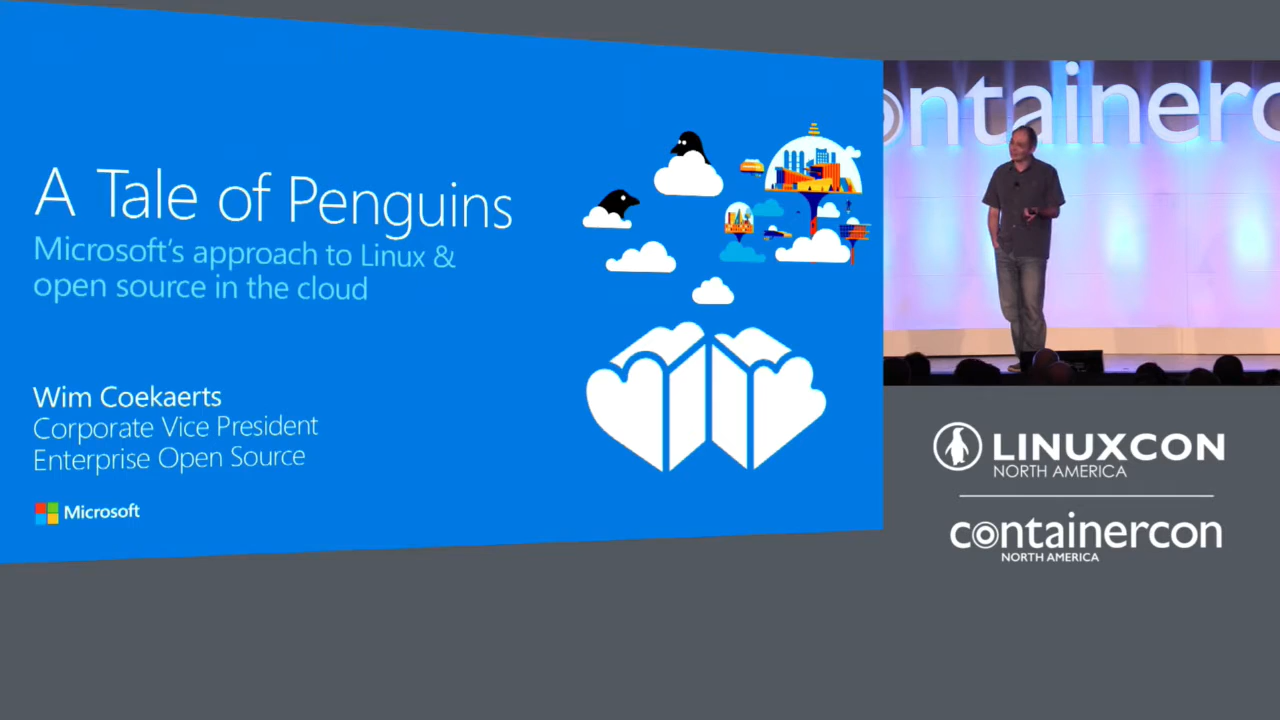 A Tale of Penguins
Microsoft's approach to Linux &
open source in the cloud
Wim Coekaerts
Corporate Vice President
Enterprise Open Source
Microsoft
ontainerc
LINUXCON
NORTH AMERICA
containercon
NORTH AMERICA